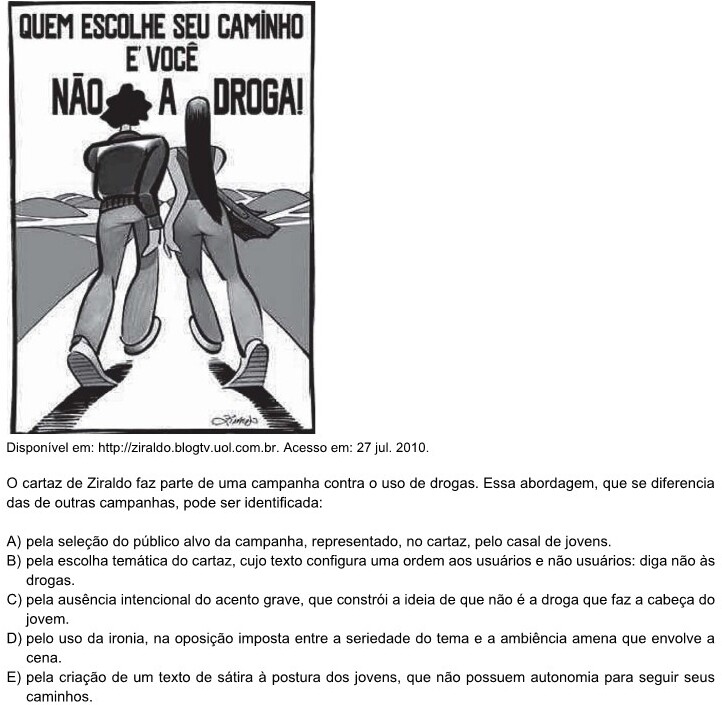 QUEM ESCOLHE SEU CAMINHO
E' VOCÊ
NÃO A DROGA!
Ziraldo
Disponível em: http://ziraldo.blogtv.uol.com.br. Acesso em: 27 jul. 2010.
O cartaz de Ziraldo faz parte de uma campanha contra o uso de drogas. Essa abordagem, que se diferencia
das de outras campanhas, pode ser identificada:
A) pela seleção do público alvo da campanha, representado, no cartaz, pelo casal de jovens.
B) pela escolha temática do cartaz, cujo texto configura uma ordem aos usuários e não usuários: diga não às
drogas.
C) pela ausência intencional do acento grave, que constrói a ideia de que não é a droga que faz a cabeça do
jovem.
D) pelo uso da ironia, na oposição imposta entre a seriedade do tema e a ambiência amena que envolve a
cena.
E) pela criação de um texto de sátira à postura dos jovens, que não possuem autonomia para seguir seus
caminhos.